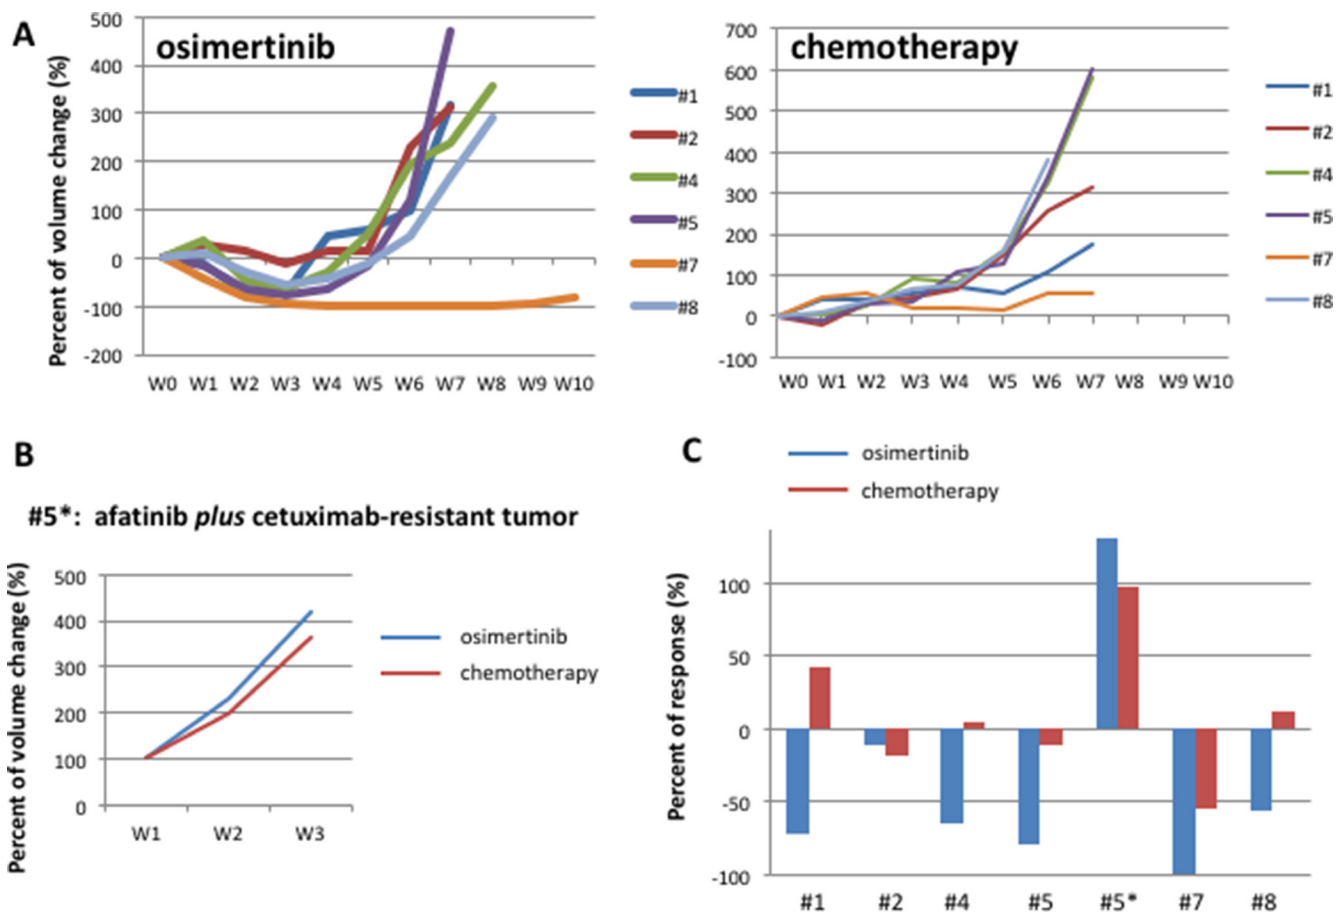 A
osimertinib
Percent of volume change (%)
500
400
300
200
100
0
-100
-200
W0 W1 W2 W3 W4 W5 W6 W7 W8 W9 W10
#1
#2
#4
#5
#7
#8
chemotherapy
700
600
500
400
300
200
100
0
-100
W0 W1 W2 W3 W4 W5 W6 W7 W8 W9 W10
#1
#2
#4
#5
#7
#8
B
#5*: afatinib plus cetuximab-resistant tumor
Percent of volume change (%)
500
400
300
200
100
0
W1 W2 W3
osimertinib
chemotherapy
C
osimertinib
chemotherapy
Percent of response (%)
100
50
0
-50
-100
#1 #2 #4 #5 #5* #7 #8